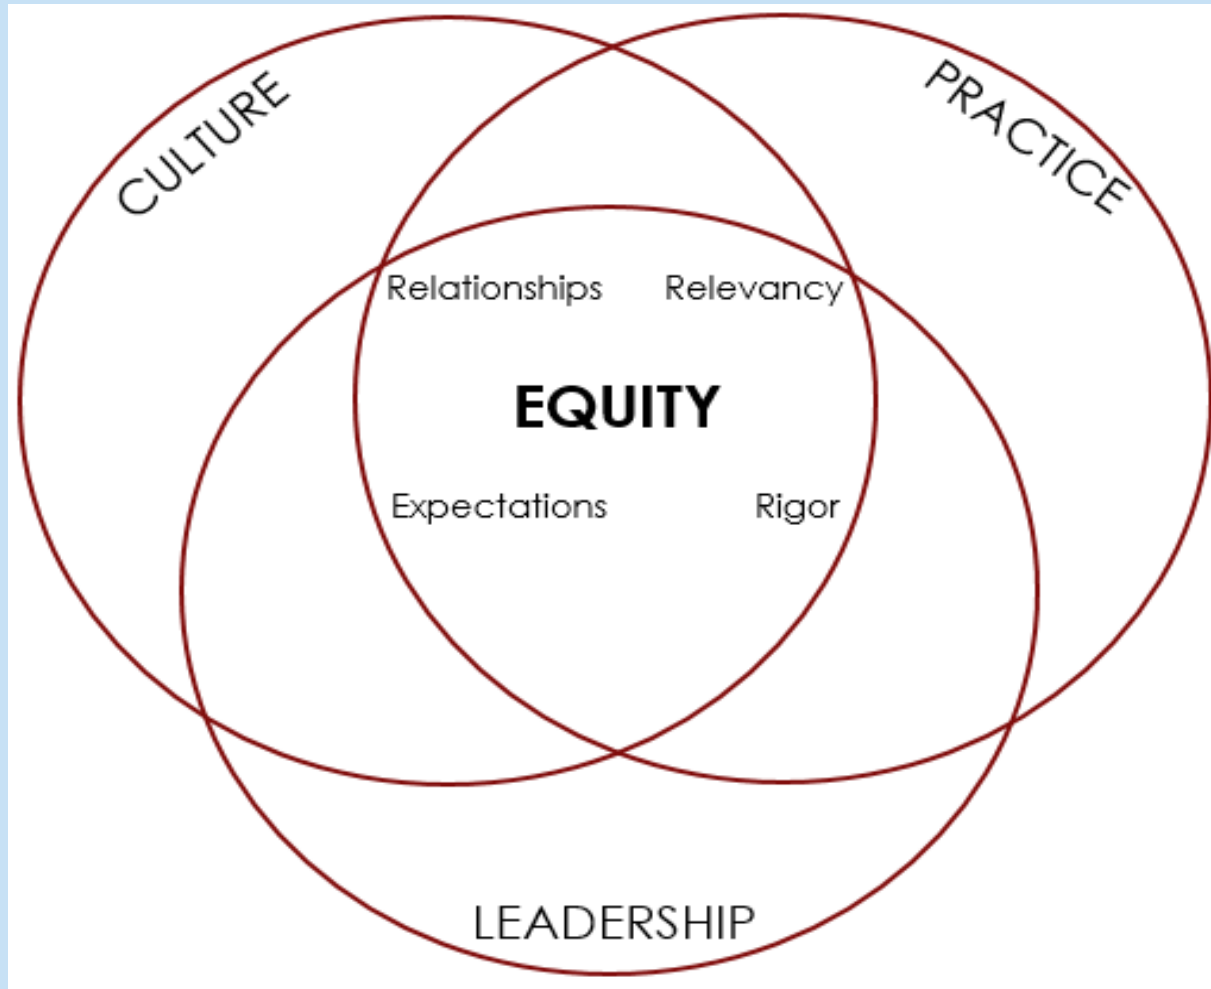 CULTURE
PRACTICE
Relationships Relevancy
EQUITY
Expectations Rigor
LEADERSHIP